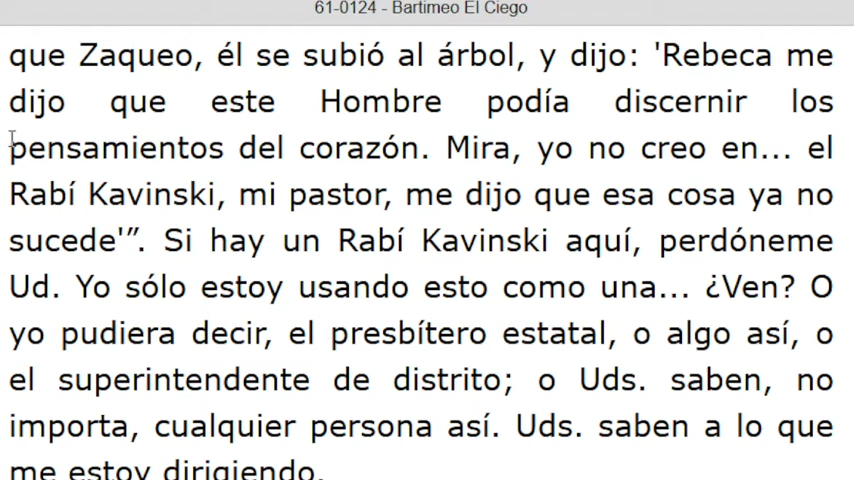 61-0124 - Bartimeo El Ciego
que Zaqueo, él se subió al árbol, y dijo: 'Rebeca me
dijo que este Hombre podía discernir los
pensamientos del corazón. Mira, yo no creo en... el
Rabí Kavinski, mi pastor, me dijo que esa cosa ya no
sucede'”. Si hay un Rabí Kavinski aquí, perdóneme
Ud. Yo sólo estoy usando esto como una... ¿Ven? O
yo pudiera decir, el presbítero estatal, o algo así, o
el superintendente de distrito; o Uds. saben, no
importa, cualquier persona así. Uds. saben a lo que
me estoy dirigiendo.